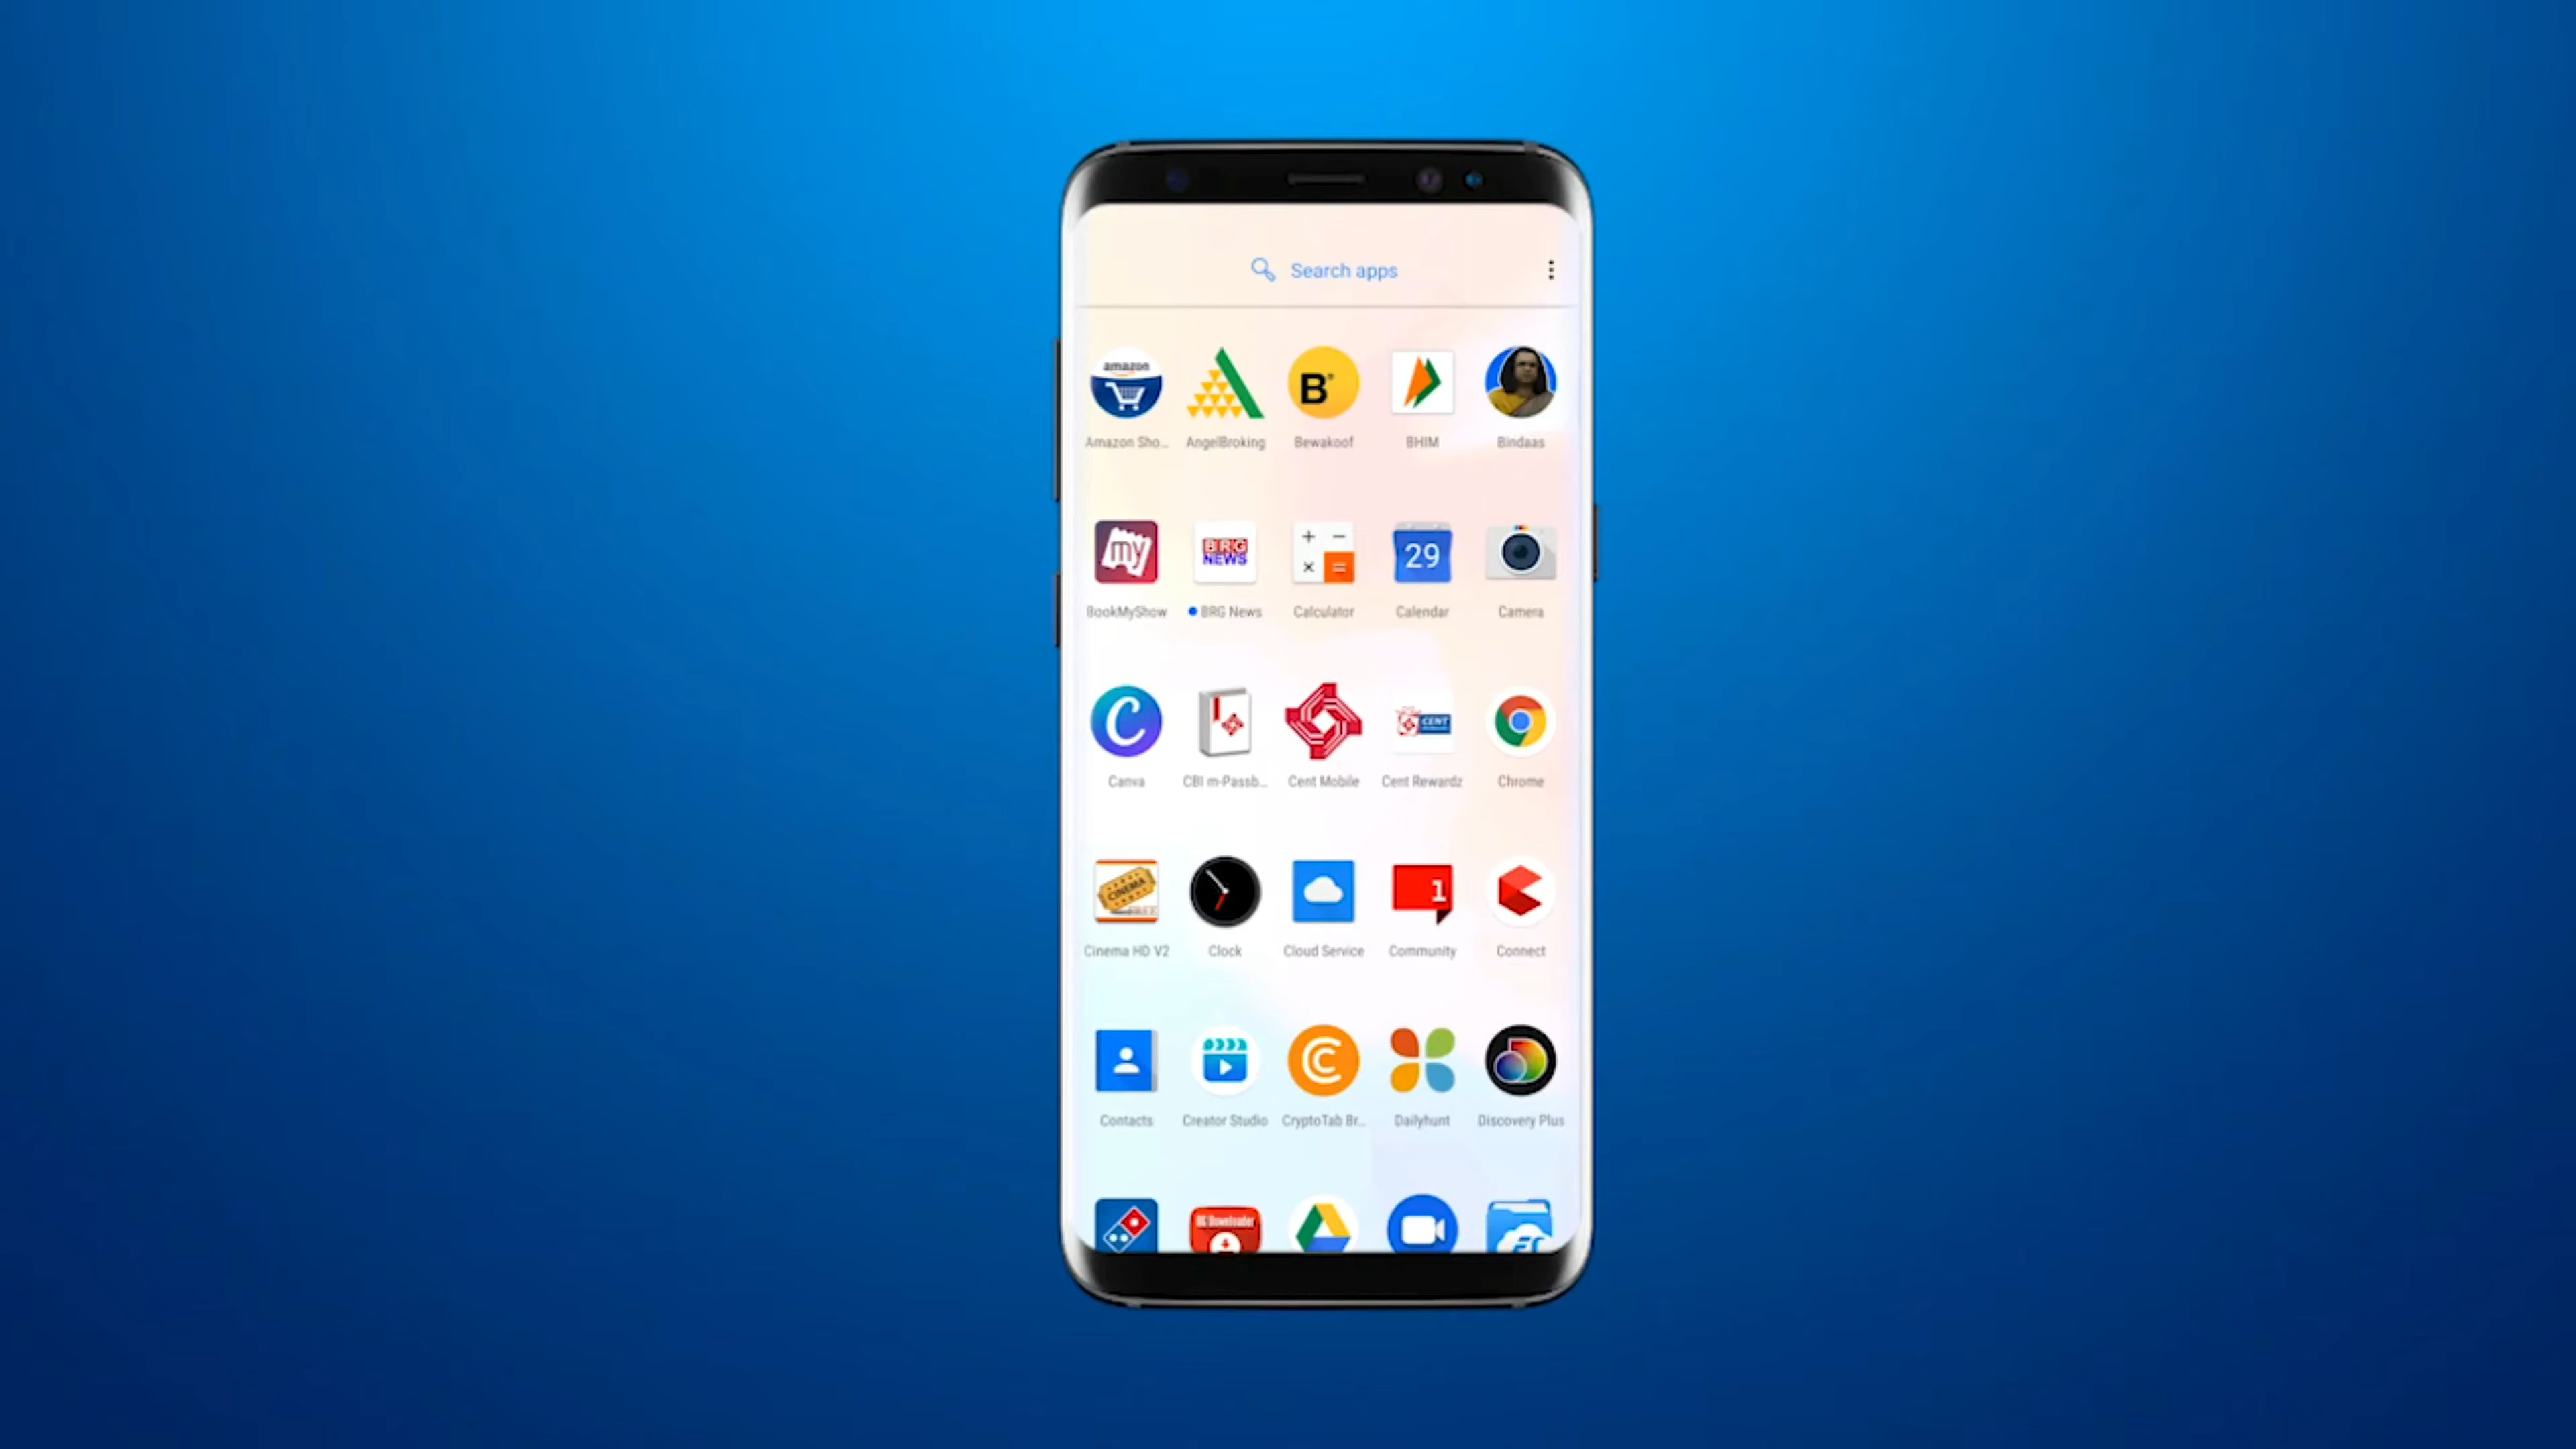 Search apps
amazon
B
Amazon Sho... AngelBroking Bewakoof BHIM Bindaas
my BRG NEWS + − × = 29
BookMyShow BRG News Calculator Calendar Camera
C CENT
Canva CBI m-Passb... Cent Mobile Cent Rewardz Chrome
CINEMA 1
Cinema HD V2 Clock Cloud Service Community Connect
Contacts Creator Studio CryptoTab Br... Dailyhunt Discovery Plus
Downloader